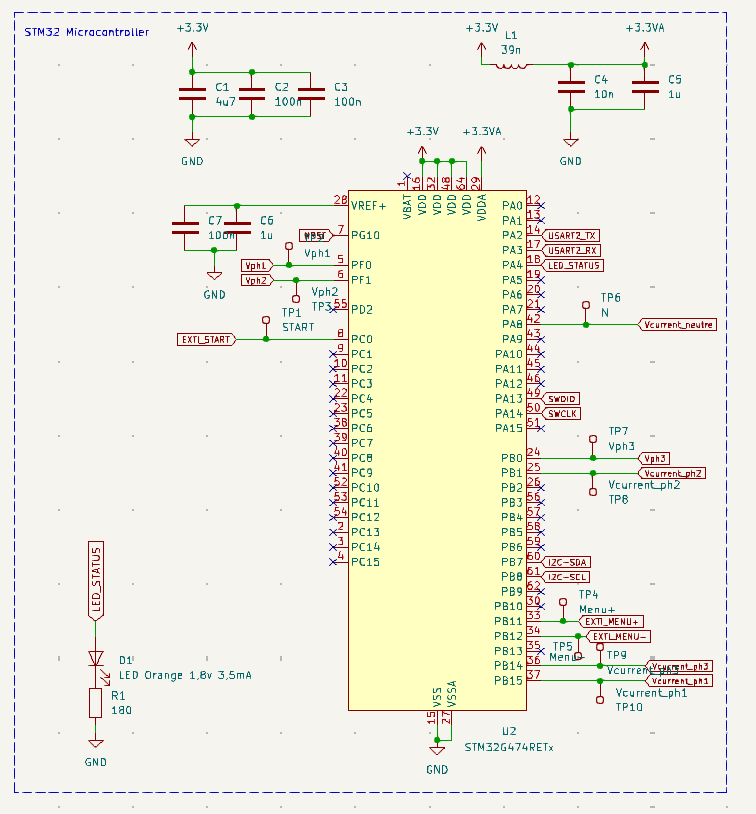 STM32 Microcontroller
+3.3V
C1
4u7
C2
100n
C3
100n
GND
+3.3V
L1
39n
+3.3VA
C4
10n
C5
1u
GND
+3.3V
+3.3VA
1
16
32
48
64
29
VBAT
VDD
VDD
VDD
VDD
VDDA
28 VREF+
C7
100n
C6
1u
GND
7 PG10
Vph1
Vph1
5 PF0
Vph2
6 PF1
Vph2
TP3
55 PD2
TP1
START
EXTI_START
8 PC0
9 PC1
10 PC2
11 PC3
22 PC4
23 PC5
38 PC6
39 PC7
40 PC8
41 PC9
52 PC10
53 PC11
54 PC12
2 PC13
3 PC14
4 PC15
PA0 12
PA1 13
PA2 14 USART2_TX
PA3 17 USART2_RX
PA4 18 LED_STATUS
PA5 19
PA6 20
PA7 21
TP6
N
PA8 42 Vcurrent_neutre
PA9 43
PA10 44
PA11 45
PA12 46
PA13 49 SWDIO
PA14 50 SWCLK
PA15 51
TP7
Vph3
PB0 24 Vph3
PB1 25 Vcurrent_ph2
PB2 26
Vcurrent_ph2
TP8
PB3 56
PB4 57
PB5 58
PB6 59
PB7 60 I2C-SDA
PB8 61 I2C-SCL
PB9 62
PB10 30
TP4
Menu+
PB11 33 EXTI_MENU+
PB12 34 EXTI_MENU-
PB13 35
TP5
Menu-
TP9
Vcurrent_ph3
PB14 36 Vcurrent_ph3
PB15 37 Vcurrent_ph1
Vcurrent_ph1
TP10
VSS
VSSA
15
27
GND
U2
STM32G474RETx
LED_STATUS
D1
LED Orange 1,8v 3,5mA
R1
180
GND